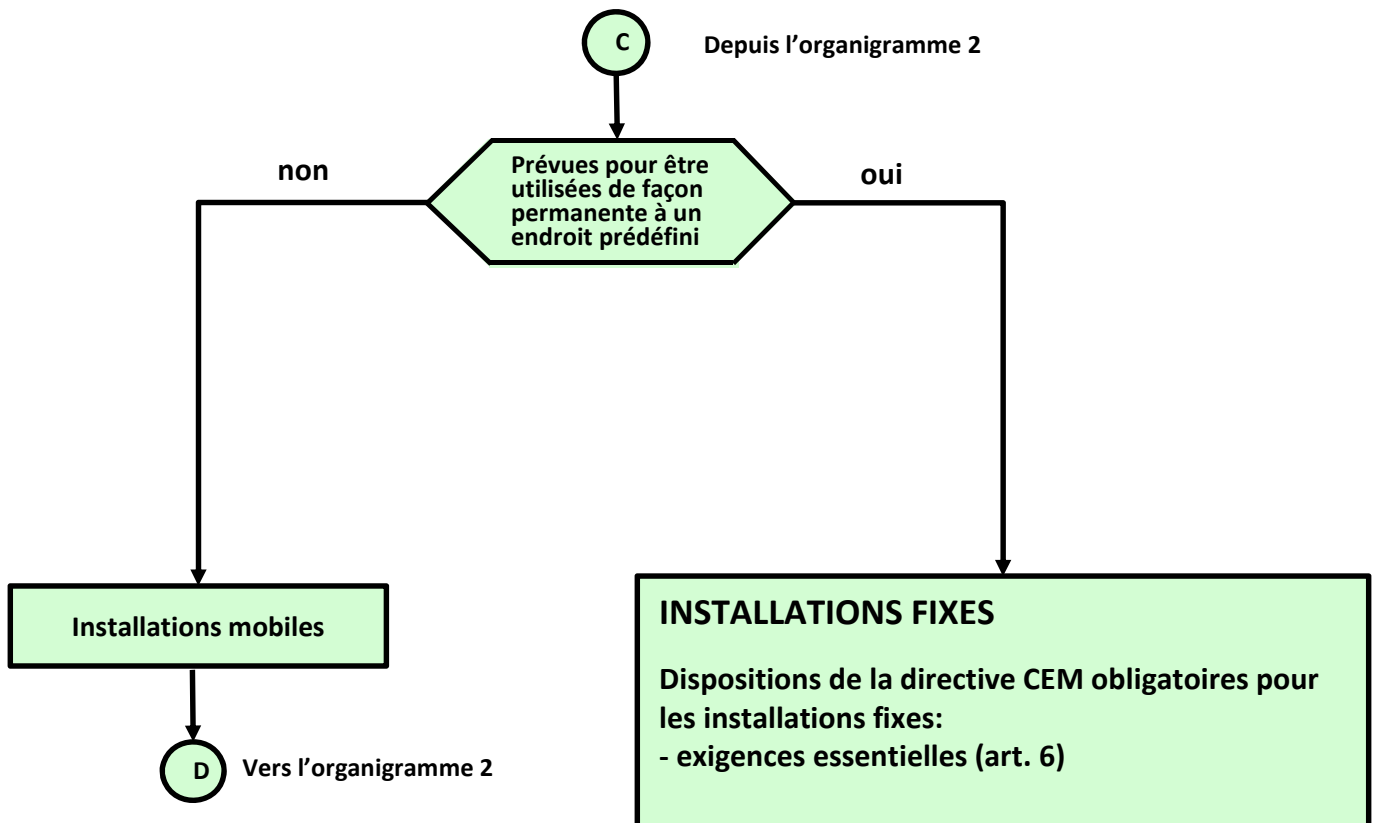 C
Depuis l’organigramme 2
non
Prévues pour être
utilisées de façon
permanente à un
endroit prédéfini
oui
Installations mobiles
D
Vers l’organigramme 2
INSTALLATIONS FIXES
Dispositions de la directive CEM obligatoires pour
les installations fixes:
- exigences essentielles (art. 6)